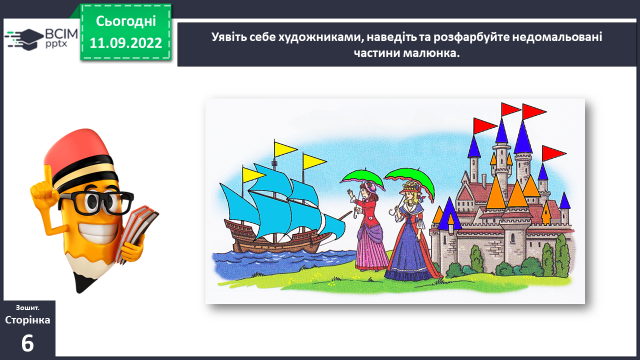 ВСІМ
pptx
Сьогодні
11.09.2022
Уявіть себе художниками, наведіть та розфарбуйте недомальовані
частини малюнка.
Зошит.
Сторінка
6